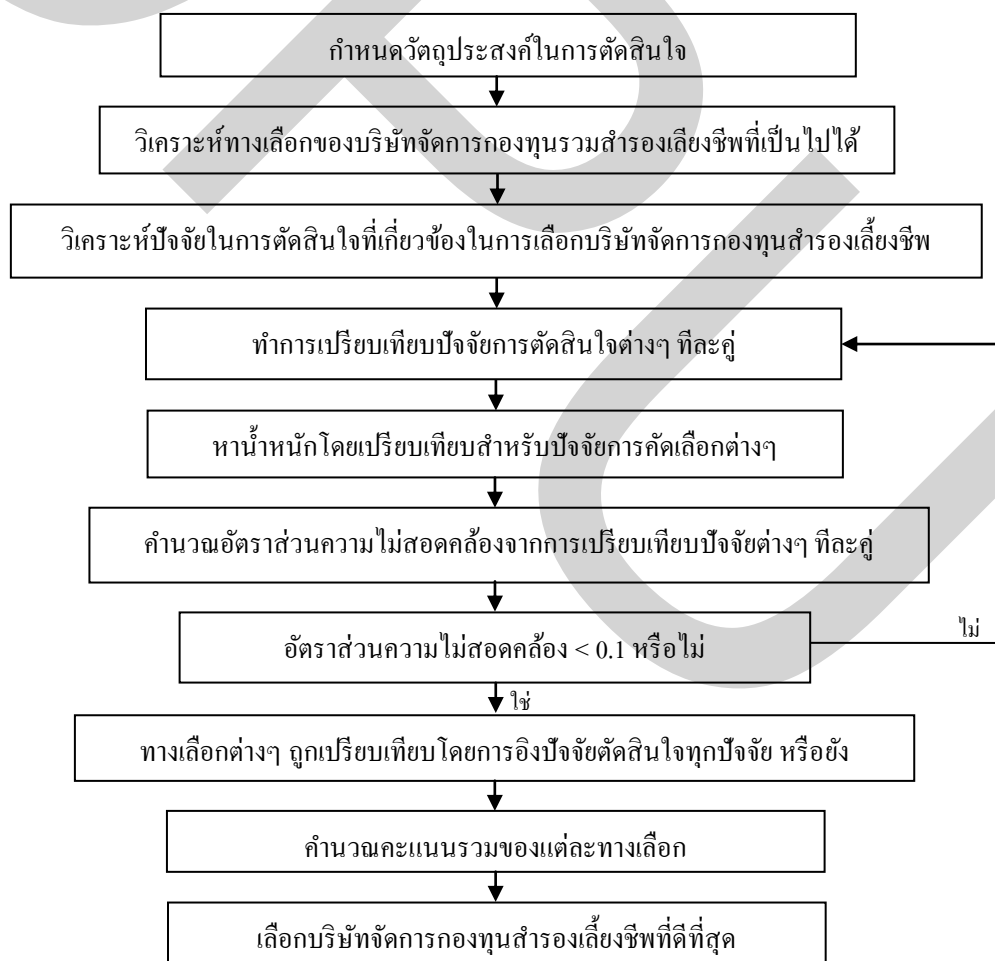 กำหนดวัตถุประสงค์ในการตัดสินใจ
วิเคราะห์ทางเลือกของบริษัทจัดการกองทุนรวมสำรองเลียงชีพที่เป็นไปได้
วิเคราะห์ปัจจัยในการตัดสินใจที่เกี่ยวข้องในการเลือกบริษัทจัดการกองทุนสำรองเลี้ยงชีพ
ทำการเปรียบเทียบปัจจัยการตัดสินใจต่างๆ ทีละคู่
หาน้ำหนักโดยเปรียบเทียบสำหรับปัจจัยการคัดเลือกต่างๆ
คำนวณอัตราส่วนความไม่สอดคล้องจากการเปรียบเทียบปัจจัยต่างๆ ทีละคู่
อัตราส่วนความไม่สอดคล้อง < 0.1 หรือไม่
ไม่
ใช่
ทางเลือกต่างๆ ถูกเปรียบเทียบโดยการอิงปัจจัยตัดสินใจทุกปัจจัย หรือยัง
คำนวณคะแนนรวมของแต่ละทางเลือก
เลือกบริษัทจัดการกองทุนสำรองเลี้ยงชีพที่ดีที่สุด